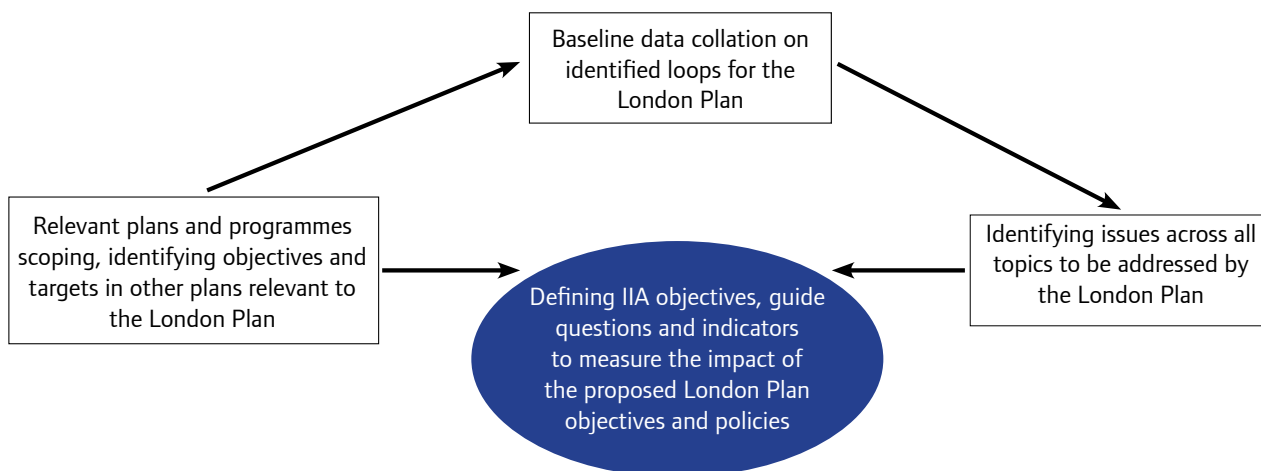 Baseline data collation on
identified loops for the
London Plan
Relevant plans and programmes
scoping, identifying objectives and
targets in other plans relevant to
the London Plan
Identifying issues across all
topics to be addressed by
the London Plan
Defining IIA objectives, guide
questions and indicators
to measure the impact of
the proposed London Plan
objectives and policies